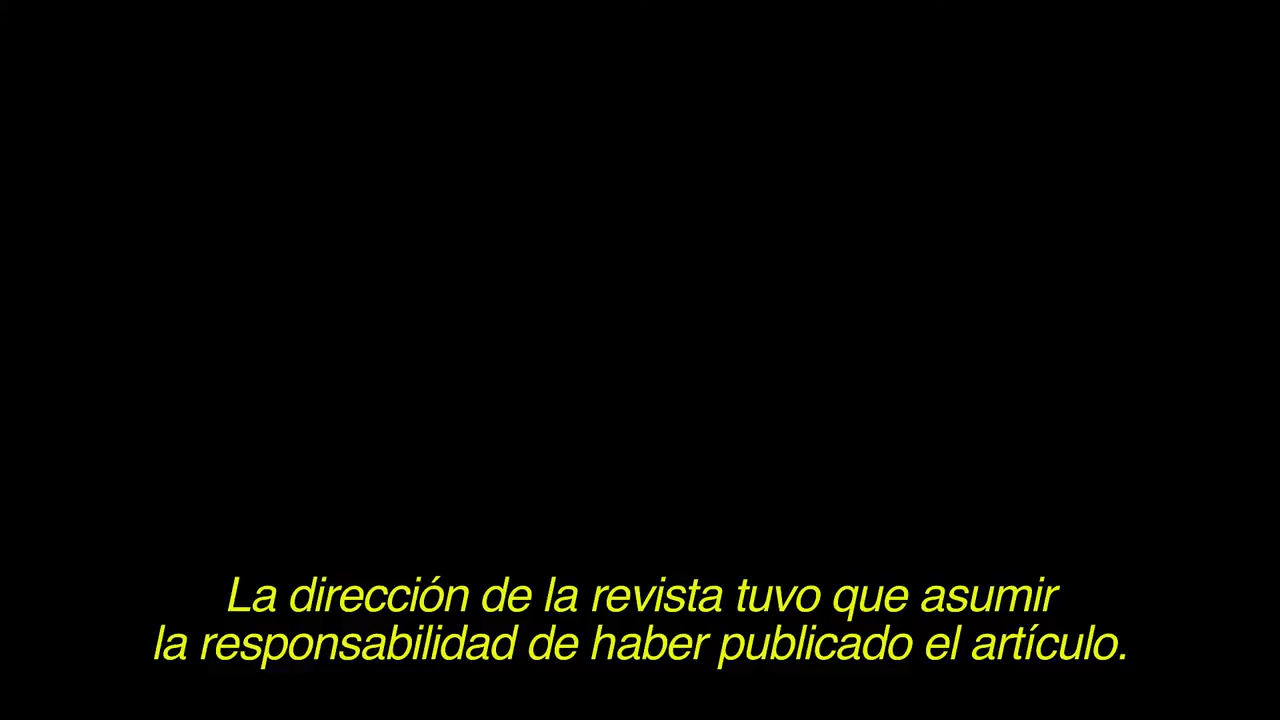 La dirección de la revista tuvo que asumir
la responsabilidad de haber publicado el artículo.